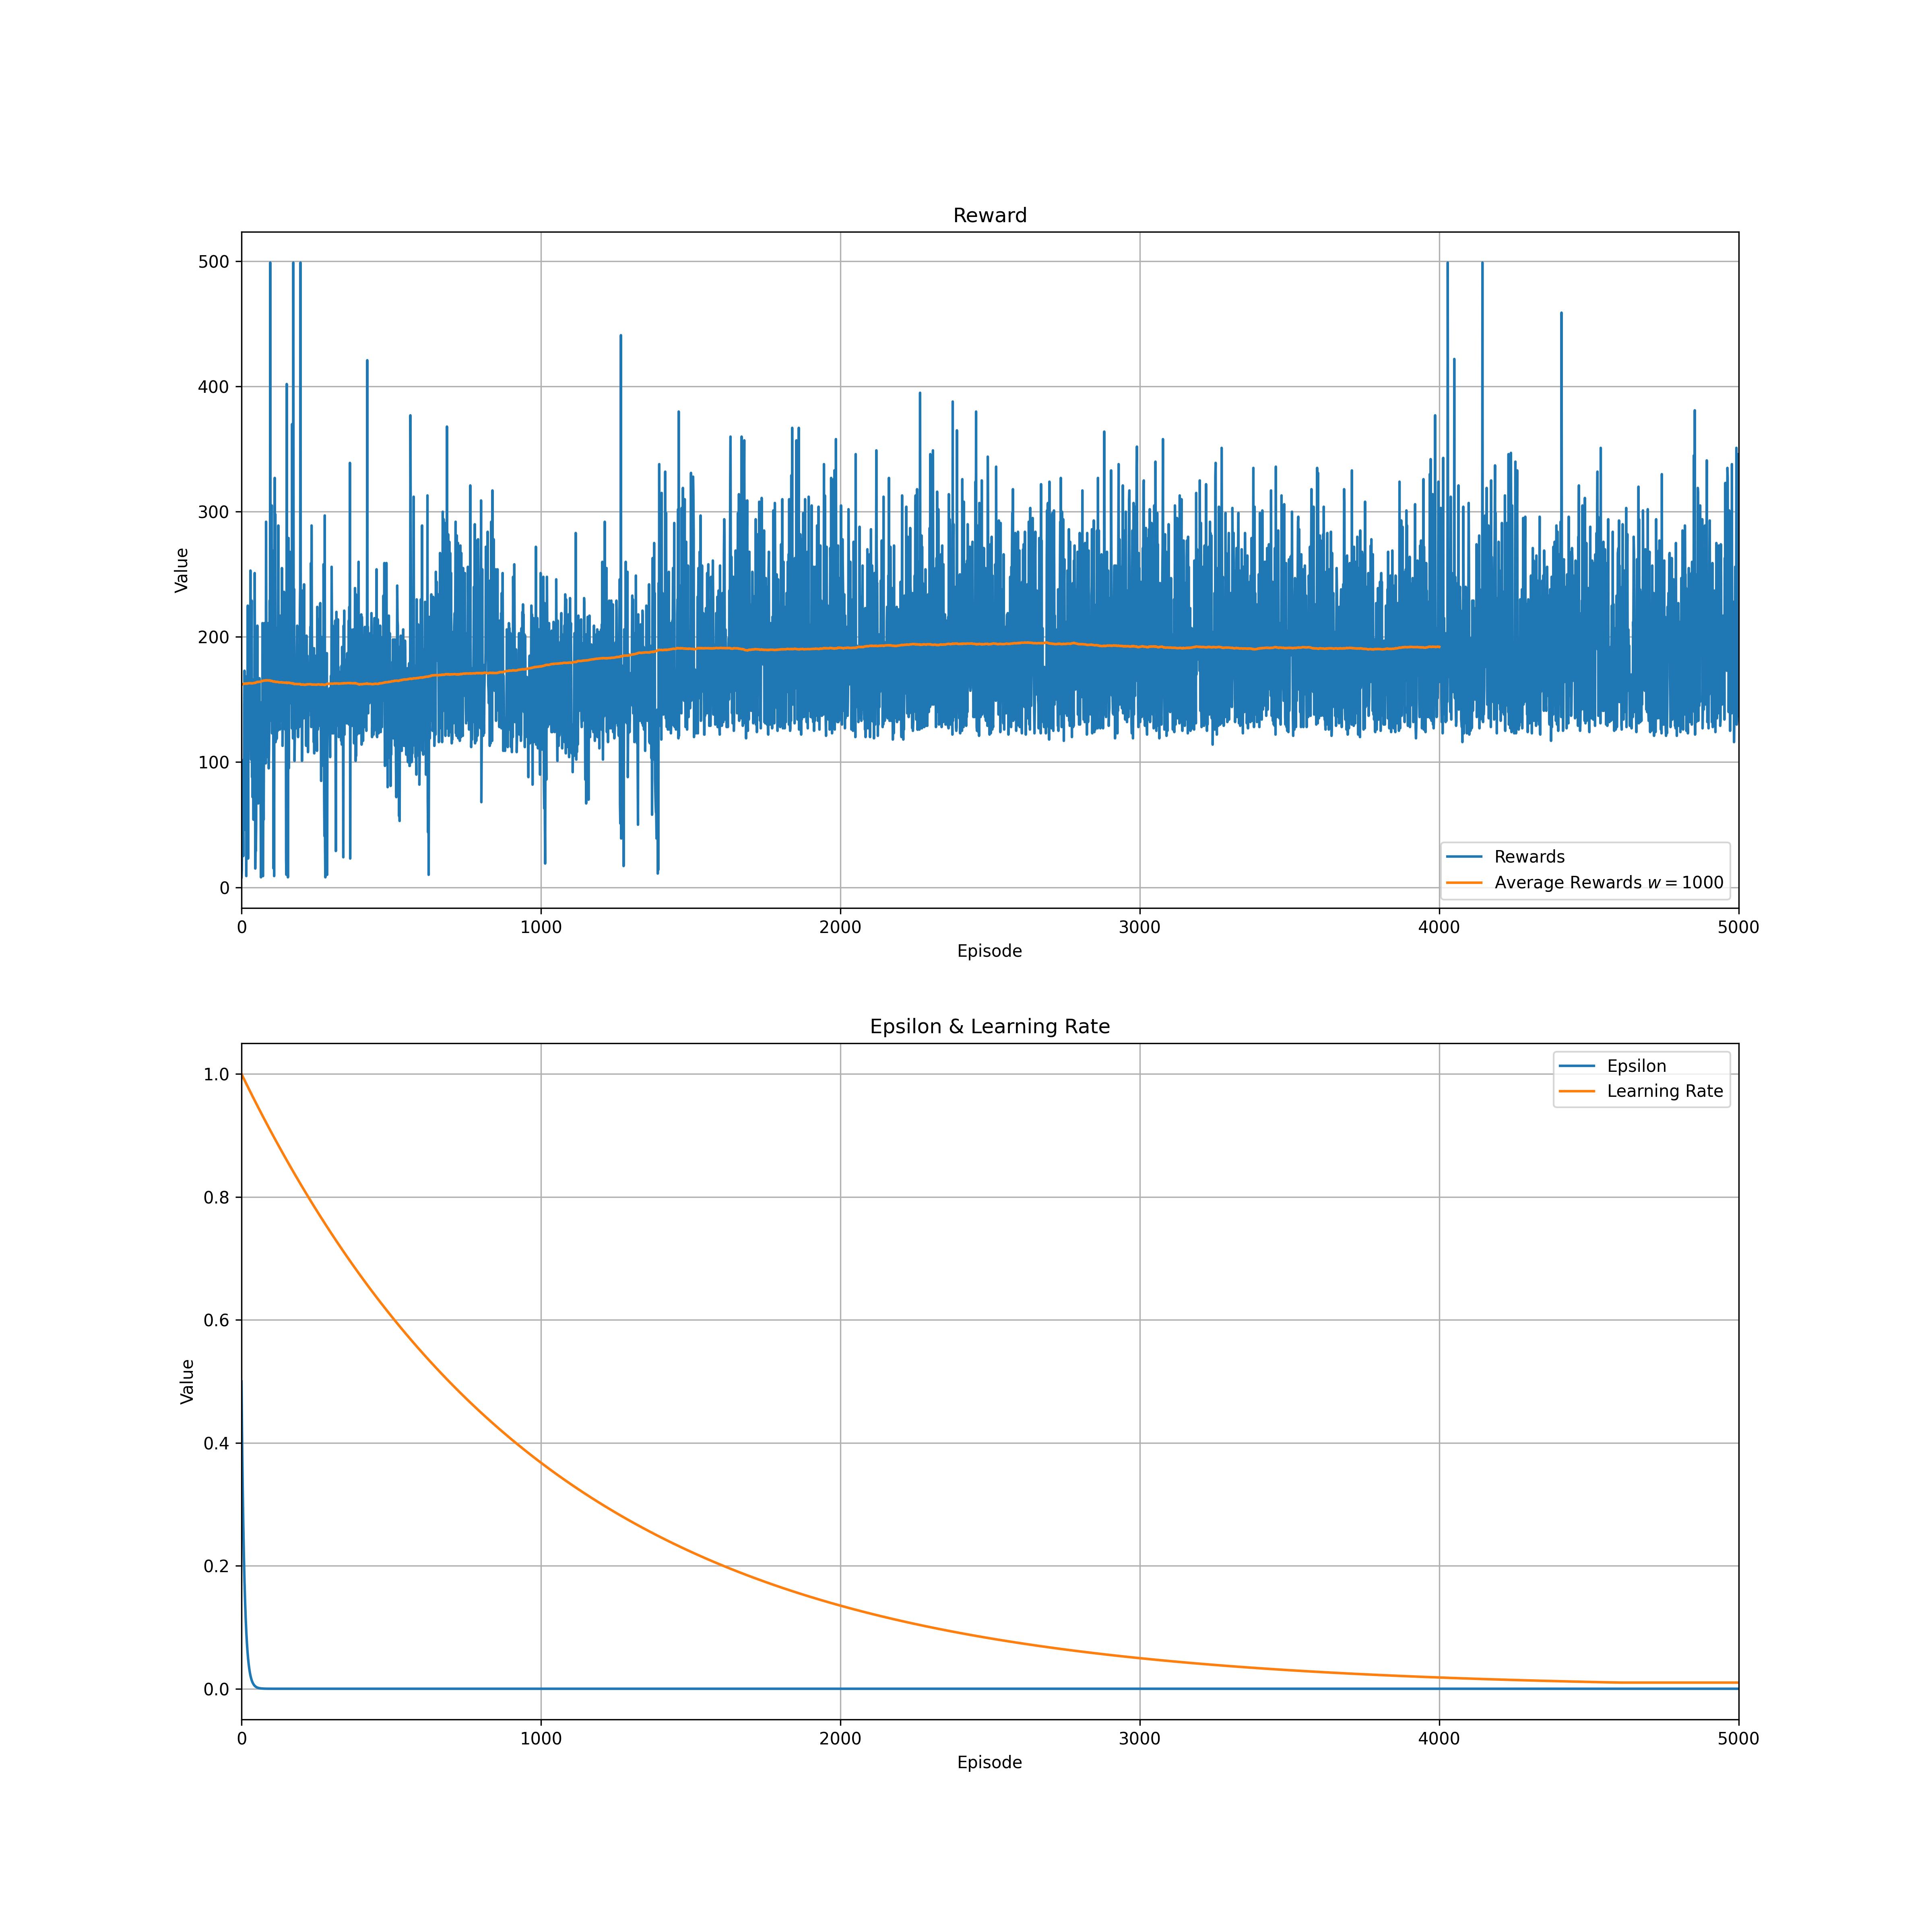 Reward
Value
500
400
300
200
100
0
Rewards
Average Rewards w = 1000
0 1000 2000 3000 4000 5000
Episode
Epsilon & Learning Rate
Value
1.0
0.8
0.6
0.4
0.2
0.0
Epsilon
Learning Rate
0 1000 2000 3000 4000 5000
Episode